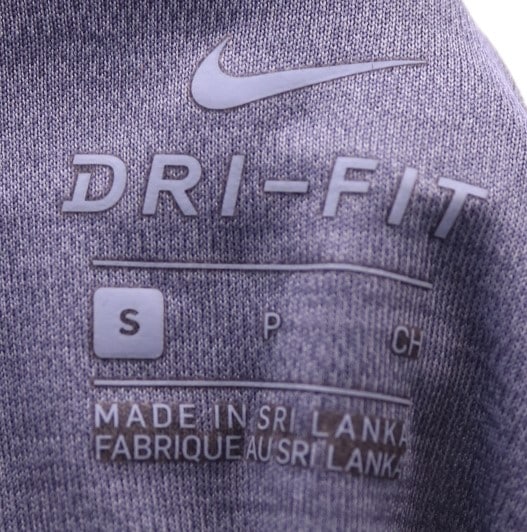 DRI-FIT
S P CH
MADE IN SRI LANKA
FABRIQUE AU SRI LANKA